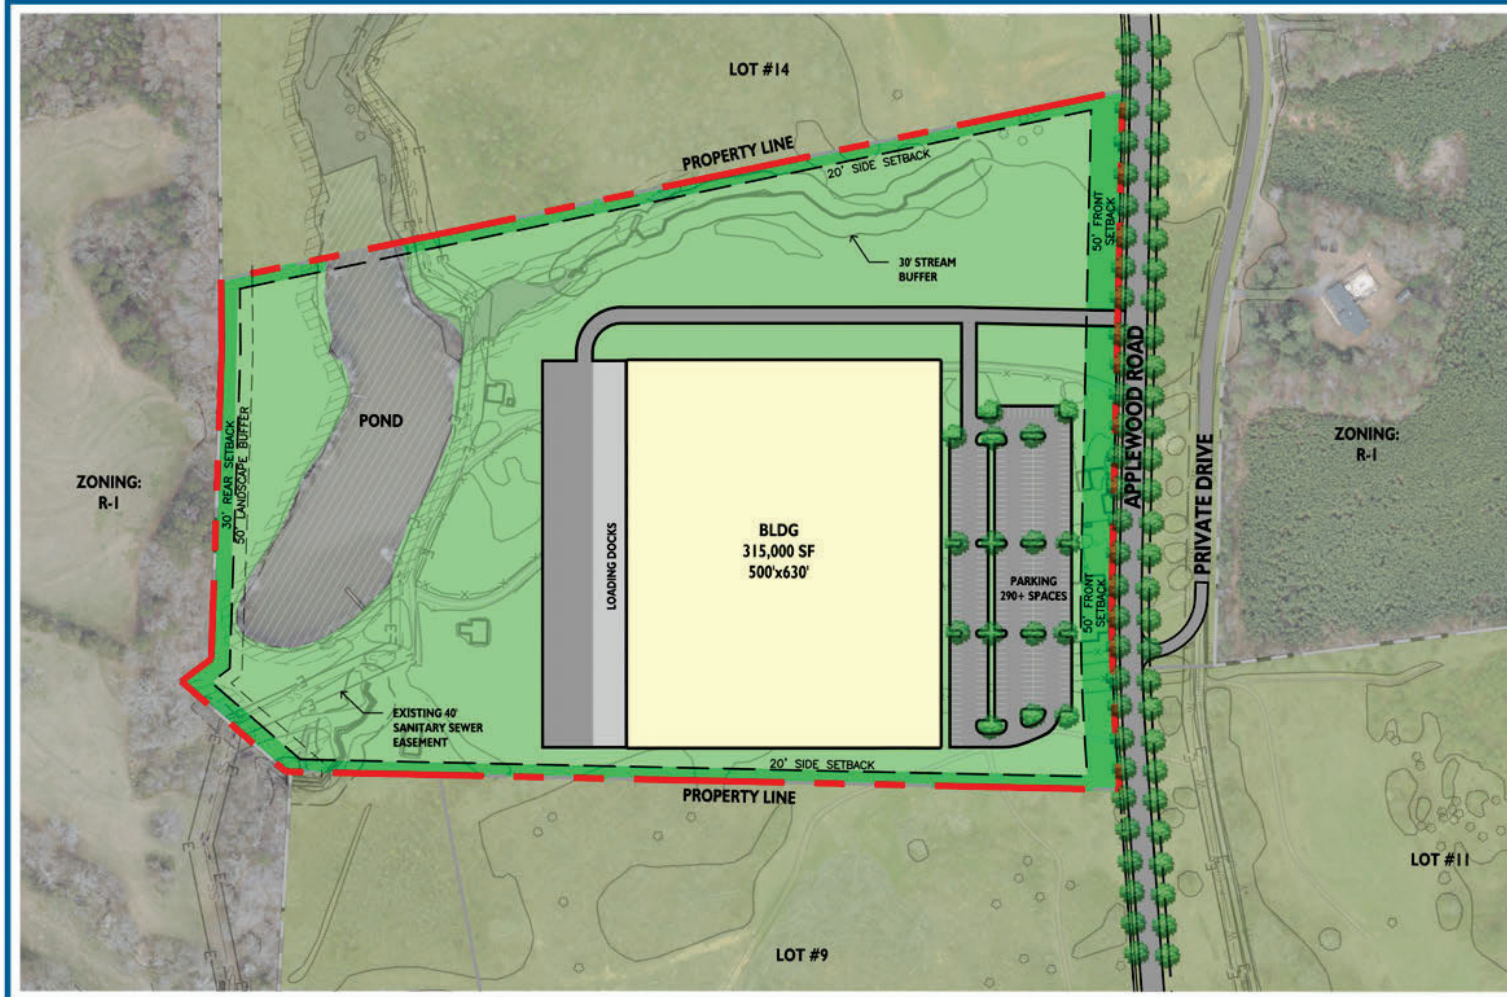 LOT #14
PROPERTY LINE
20' SIDE SETBACK
50' FRONT
SETBACK
30' STREAM
BUFFER
APPLEWOOD ROAD
PRIVATE DRIVE
ZONING:
R-1
POND
30' REAR SETBACK
50' LANDSCAPE BUFFER
ZONING:
R-1
LOADING DOCKS
BLDG
315,000 SF
500'x630'
PARKING
290+ SPACES
50' FRONT
SETBACK
EXISTING 40'
SANITARY SEWER
EASEMENT
20' SIDE SETBACK
PROPERTY LINE
LOT #11
LOT #9